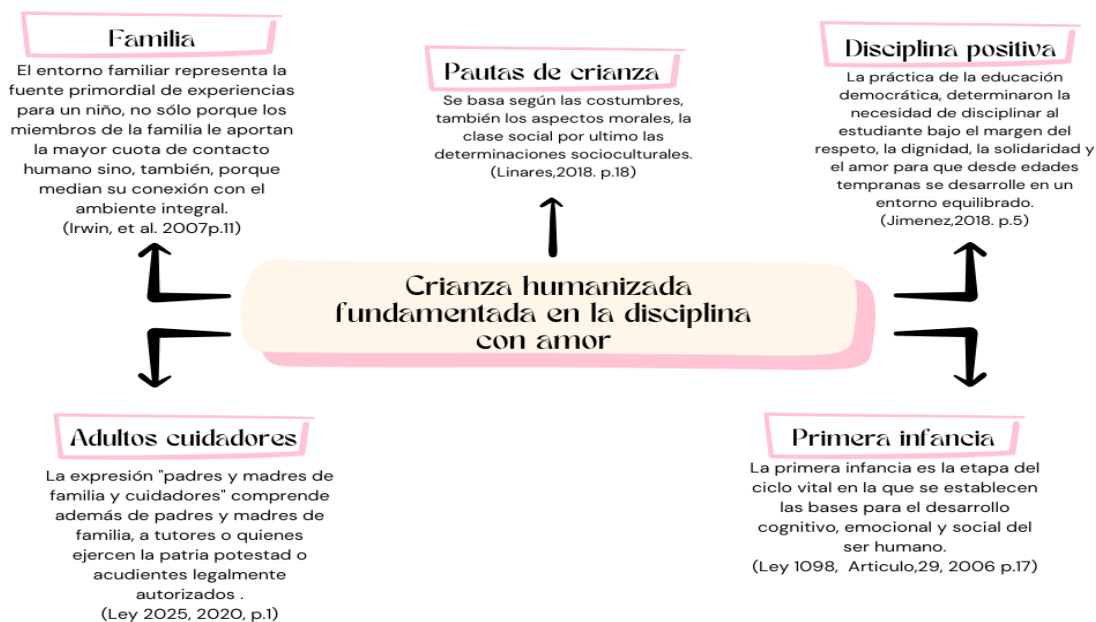 Familia
El entorno familiar representa la
fuente primordial de experiencias
para un niño, no sólo porque los
miembros de la familia le aportan
la mayor cuota de contacto
humano sino, también, porque
median su conexión con el
ambiente integral.
(Irwin, et al. 2007p.11)
Pautas de crianza
Se basa según las costumbres,
también los aspectos morales, la
clase social por ultimo las
determinaciones socioculturales.
(Linares,2018. p.18)
Disciplina positiva
La práctica de la educación
democrática, determinaron la
necesidad de disciplinar al
estudiante bajo el margen del
respeto, la dignidad, la solidaridad y
el amor para que desde edades
tempranas se desarrolle en un
entorno equilibrado.
(Jimenez,2018. p.5)
Crianza humanizada
fundamentada en la disciplina
con amor
Adultos cuidadores
La expresión "padres y madres de
familia y cuidadores" comprende
además de padres y madres de
familia, a tutores o quienes
ejercen la patria potestad o
acudientes legalmente
autorizados .
(Ley 2025, 2020, p.1)
Primera infancia
La primera infancia es la etapa del
ciclo vital en la que se establecen
las bases para el desarrollo
cognitivo, emocional y social del
ser humano.
(Ley 1098, Articulo,29, 2006 p.17)